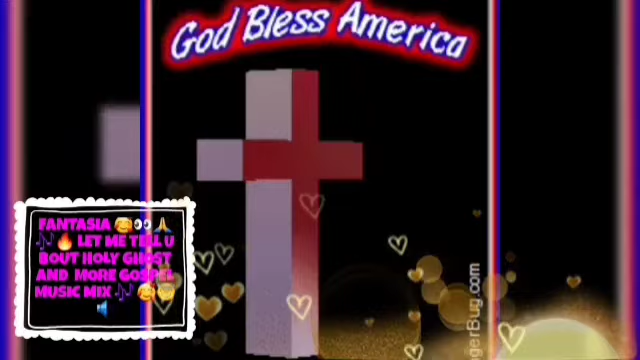 God Bless America
FANTASIA 🥰👀🙏
🎶🔥 LET ME TELL U
BOUT HOLY GHOST
AND MORE GOSPEL
MUSIC MIX 🎶🥰
gerBug.com